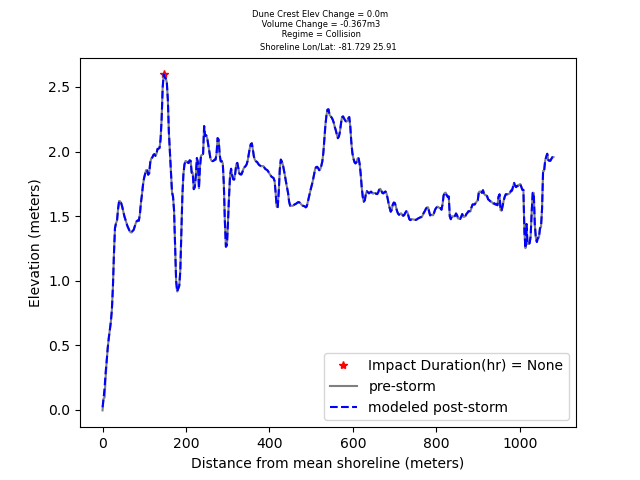 Dune Crest Elev Change = 0.0m
Volume Change = -0.367m3
Regime = Collision
Shoreline Lon/Lat: -81.729 25.91
2.5
2.0
1.5
1.0
0.5
0.0
Elevation (meters)
Impact Duration(hr) = None
pre-storm
modeled post-storm
0 200 400 600 800 1000
Distance from mean shoreline (meters)